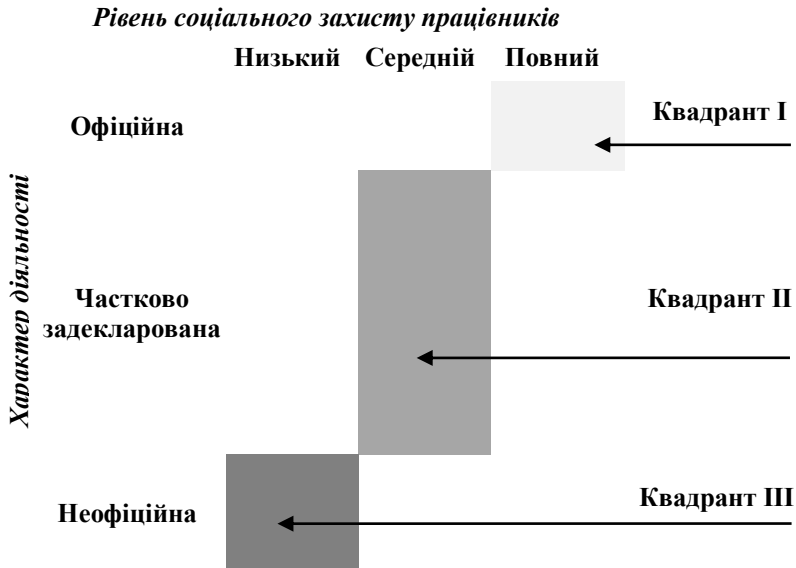 Рівень соціального захисту працівників
Низький Середній Повний
Офіційна
Квадрант I
Характер діяльності
Частково
задекларована
Квадрант II
Неофіційна
Квадрант III